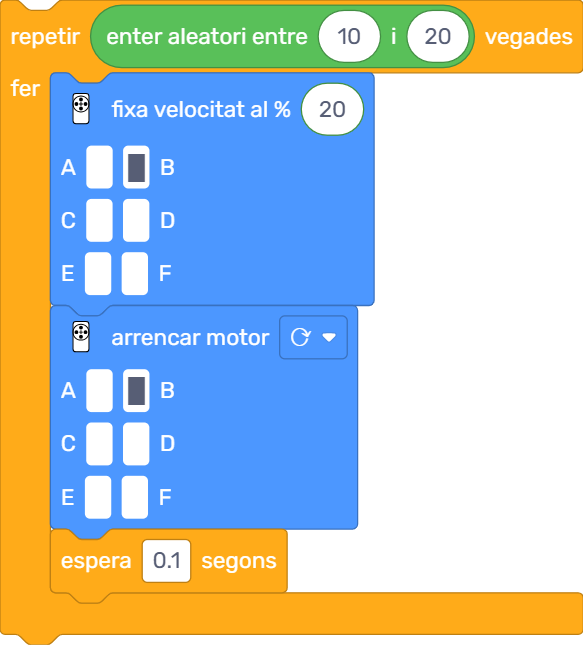 repetir enter aleatori entre 10 i 20 vegades
fer
fixa velocitat al % 20
A B
C D
E F
arrencar motor
A B
C D
E F
espera 0.1 segons